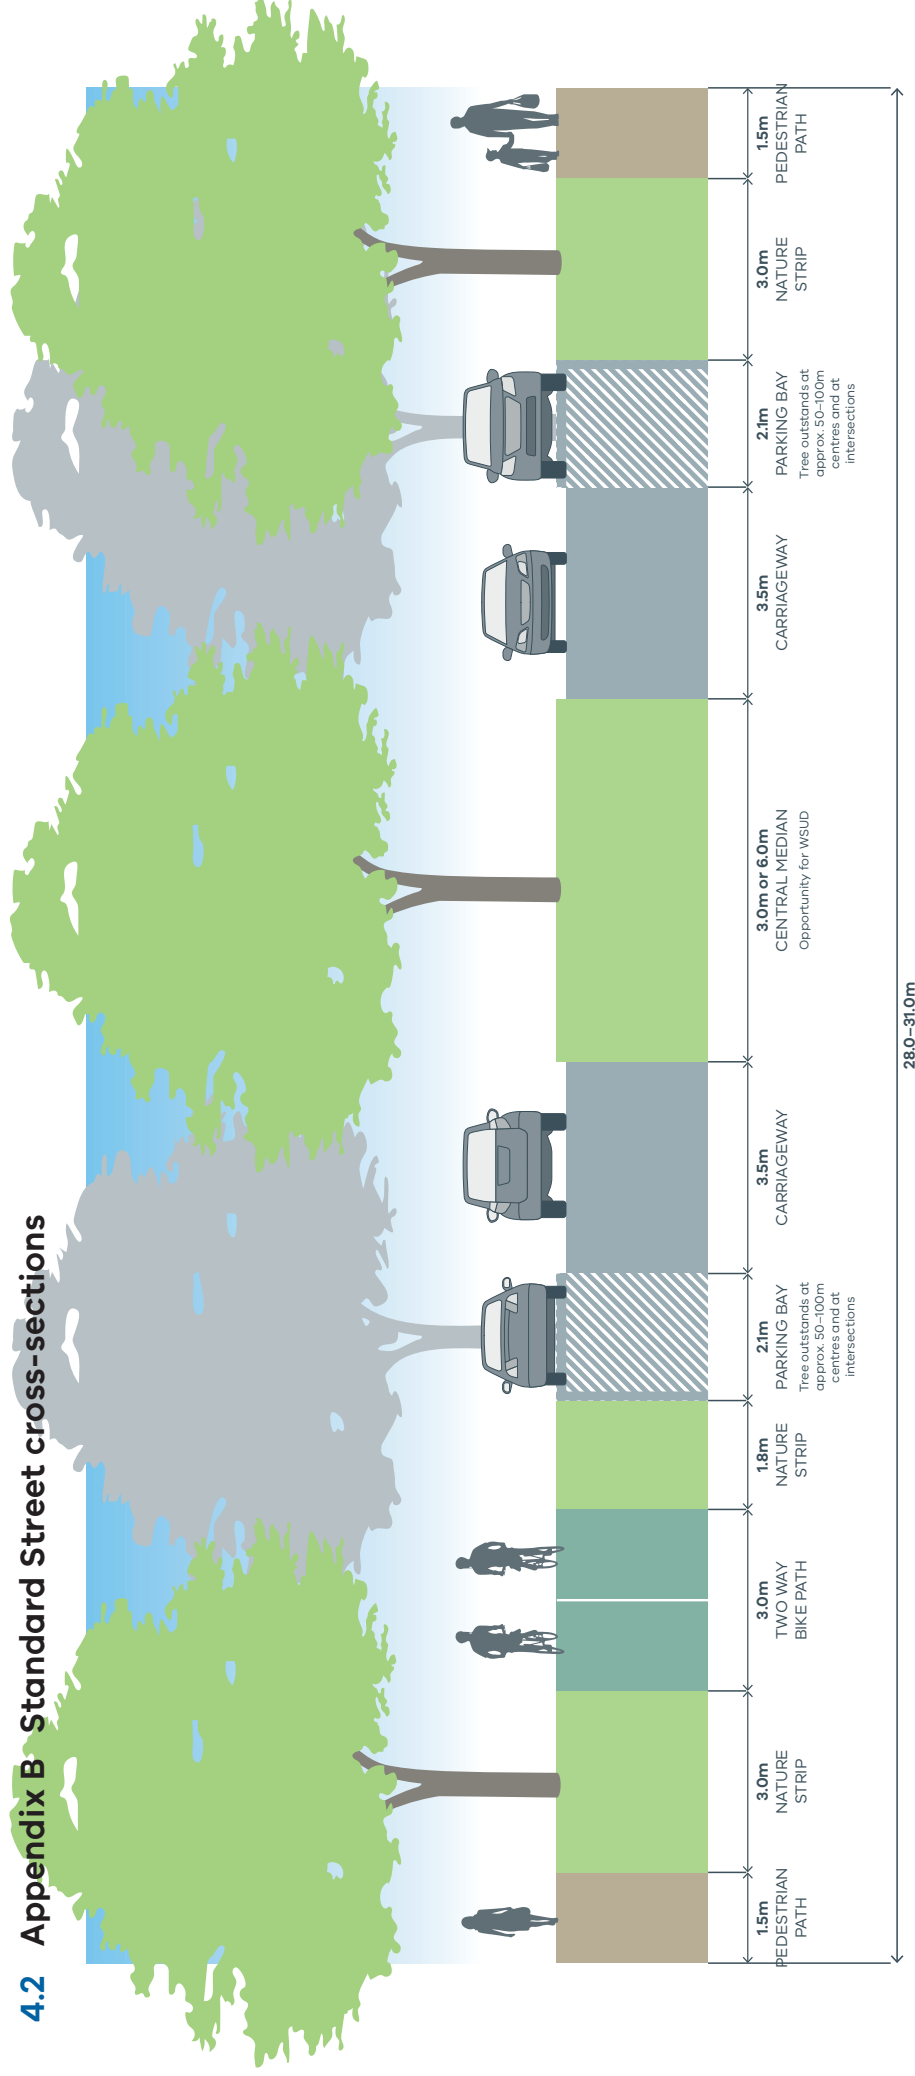 4.2 Appendix B Standard Street cross-sections
1.5m
PEDESTRIAN
PATH
3.0m
NATURE
STRIP
3.0m
TWO WAY
BIKE PATH
1.8m
NATURE
STRIP
2.1m
PARKING BAY
Tree outstands at
approx. 50–100m
centres and at
intersections
3.5m
CARRIAGEWAY
3.0m or 6.0m
CENTRAL MEDIAN
Opportunity for WSUD
3.5m
CARRIAGEWAY
2.1m
PARKING BAY
Tree outstands at
approx. 50–100m
centres and at
intersections
3.0m
NATURE
STRIP
1.5m
PEDESTRIAN
PATH
28.0–31.0m